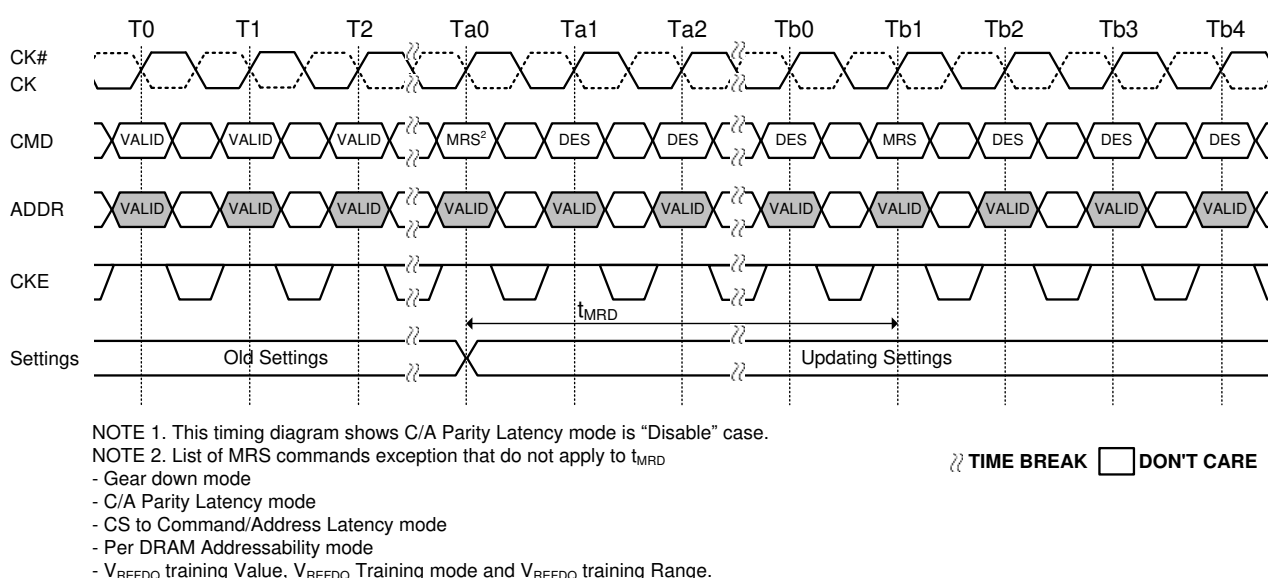 T0 T1 T2 Ta0 Ta1 Ta2 Tb0 Tb1 Tb2 Tb3 Tb4
CK#
CK
CMD VALID VALID VALID MRS² DES DES DES MRS DES DES DES
ADDR VALID VALID VALID VALID VALID VALID VALID VALID VALID VALID VALID
CKE
tMRD
Settings Old Settings Updating Settings
NOTE 1. This timing diagram shows C/A Parity Latency mode is “Disable” case.
NOTE 2. List of MRS commands exception that do not apply to tMRD
- Gear down mode
- C/A Parity Latency mode
- CS to Command/Address Latency mode
- Per DRAM Addressability mode
- VREFDQ training Value, VREFDQ Training mode and VREFDQ training Range.
TIME BREAK DON'T CARE